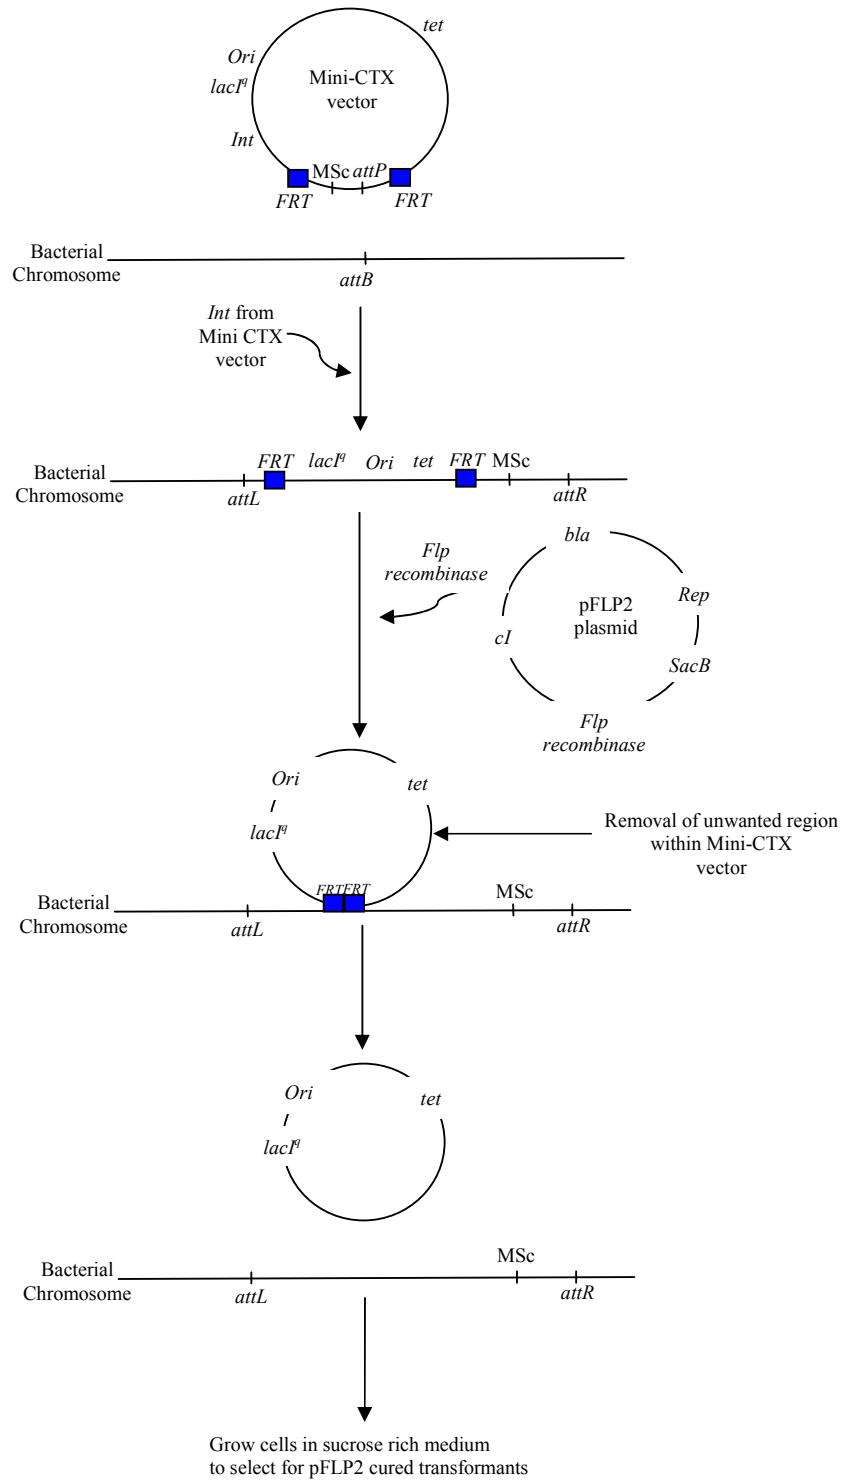 tet
Ori
lacI^q
Mini-CTX
vector
Int
MSc attP
FRT
FRT
Bacterial
Chromosome
attB
Int from
Mini CTX
vector
FRT lacI^q Ori tet FRT MSc
Bacterial
Chromosome
attL
attR
Flp
recombinase
bla
Rep
pFLP2
plasmid
cI
SacB
Flp
recombinase
Ori
tet
lacI^q
Removal of unwanted region
within Mini-CTX
vector
FRT FRT
MSc
Bacterial
Chromosome
attL
attR
Ori
tet
lacI^q
MSc
Bacterial
Chromosome
attL
attR
Grow cells in sucrose rich medium
to select for pFLP2 cured transformants